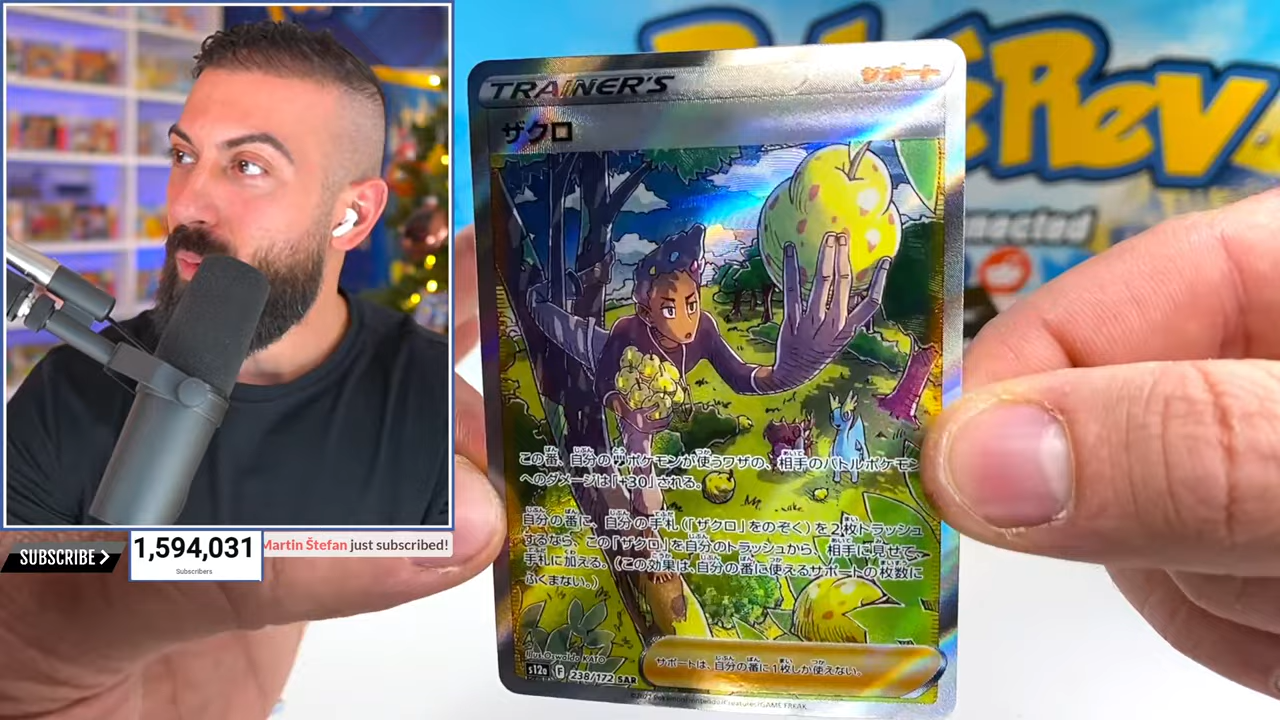 TRAINER'S
サポート
ザクロ
PokeRev
nnected
この番、自分の夢ポケモンが使うワザの、相手のバトルポケモン
へのダメージは「+30」される。
自分の番に、自分の手札(「ザクロ」をのぞく)を2枚トラッシュ
するなら、この「ザクロ」を自分のトラッシュから、相手に見せて、
手札に加える。(この効果は、自分の番に使えるサポートの枚数に
ふくまない。)
Illus. Oswaldo KATO
s12a F 238/172 SAR
サポートは、自分の番に1枚しか使えない。
SUBSCRIBE
1,594,031
Subscribers
Martin Štefan just subscribed!